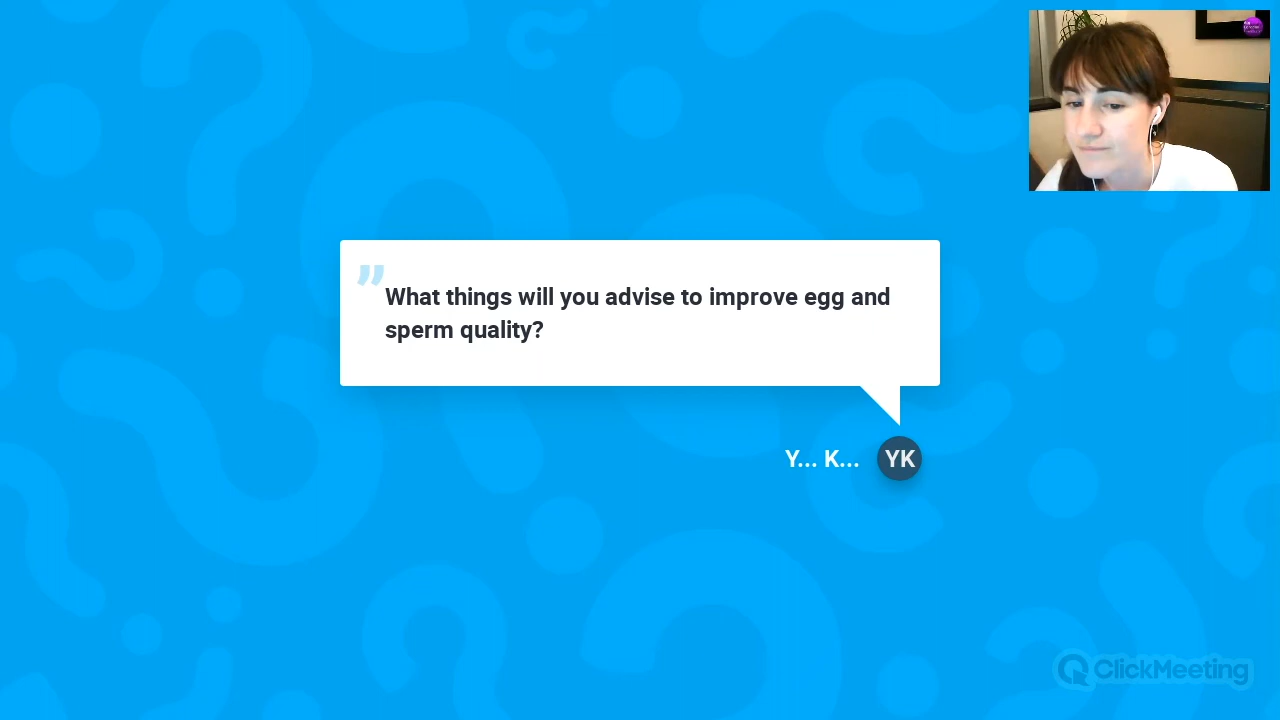 ”
What things will you advise to improve egg and
sperm quality?
Y... K...
YK
ClickMeeting